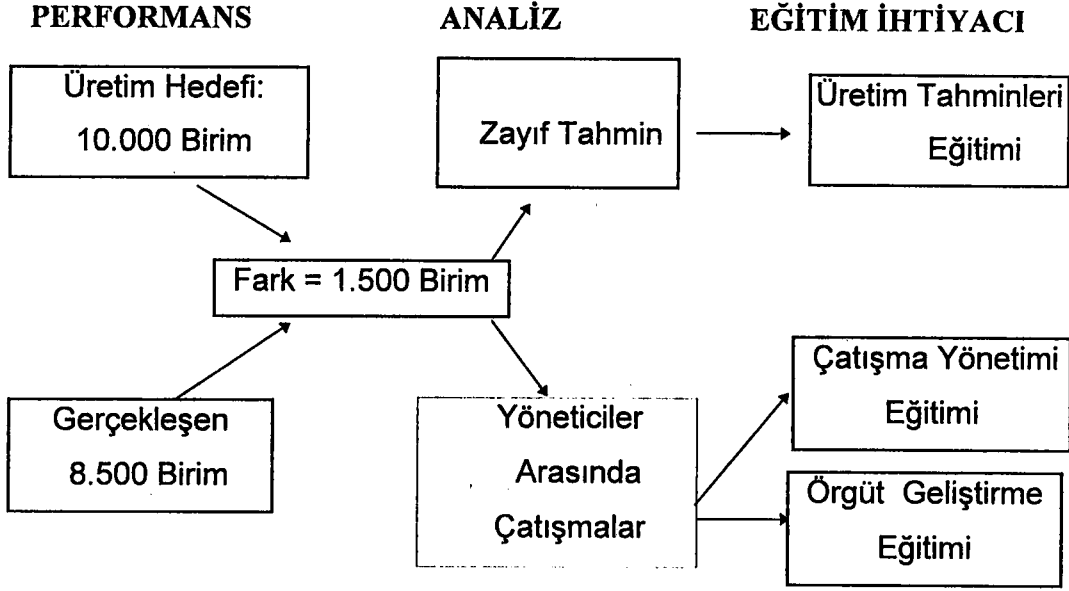 PERFORMANS
ANALİZ
EĞİTİM İHTİYACI
Üretim Hedefi:
10.000 Birim
Zayıf Tahmin
Üretim Tahminleri
Eğitimi
Fark = 1.500 Birim
Gerçekleşen
8.500 Birim
Yöneticiler
Arasında
Çatışmalar
Çatışma Yönetimi
Eğitimi
Örgüt Geliştirme
Eğitimi